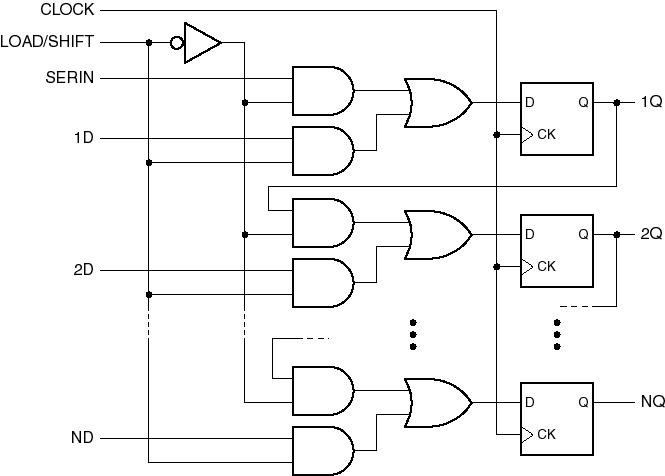 CLOCK
LOAD/SHIFT
SERIN
D Q 1Q
1D
CK
D Q 2Q
2D
CK
D Q NQ
ND
CK